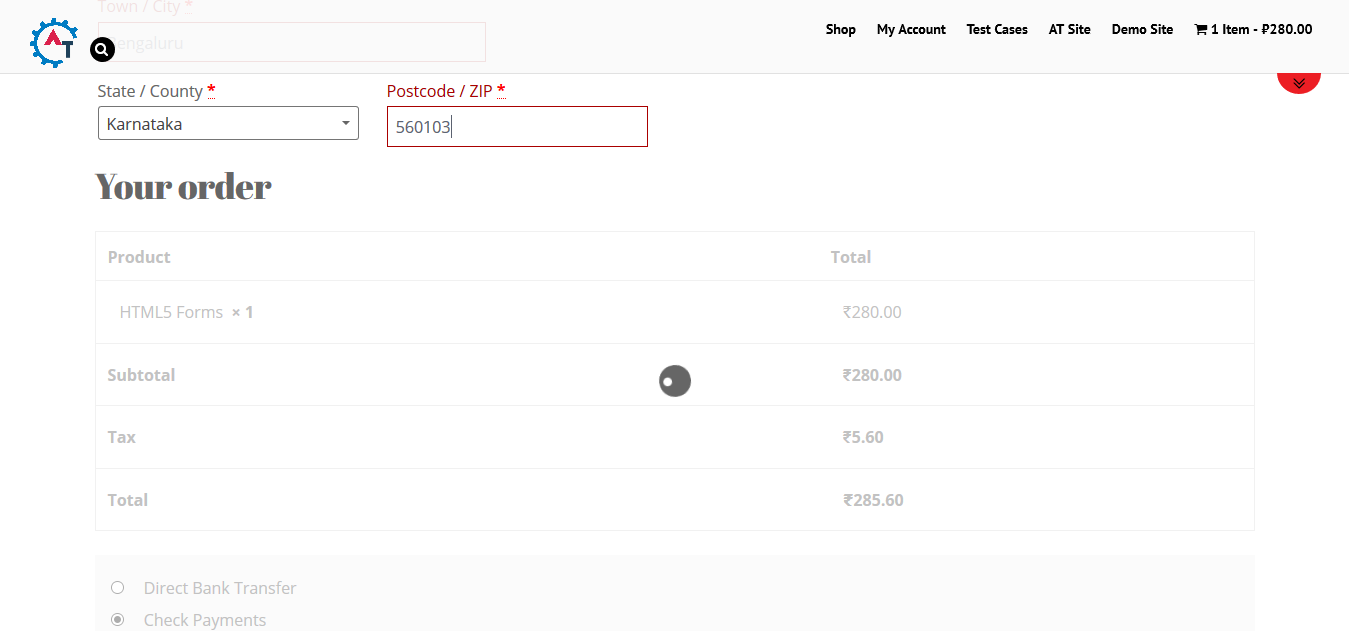 Town / City *
Bengaluru
AT
Shop
My Account
Test Cases
AT Site
Demo Site
1 Item - ₽280.00
State / County *
Postcode / ZIP *
Karnataka
560103
Your order
Product Total
HTML5 Forms × 1 ₹280.00
Subtotal ₹280.00
Tax ₹5.60
Total ₹285.60
Direct Bank Transfer
Check Payments